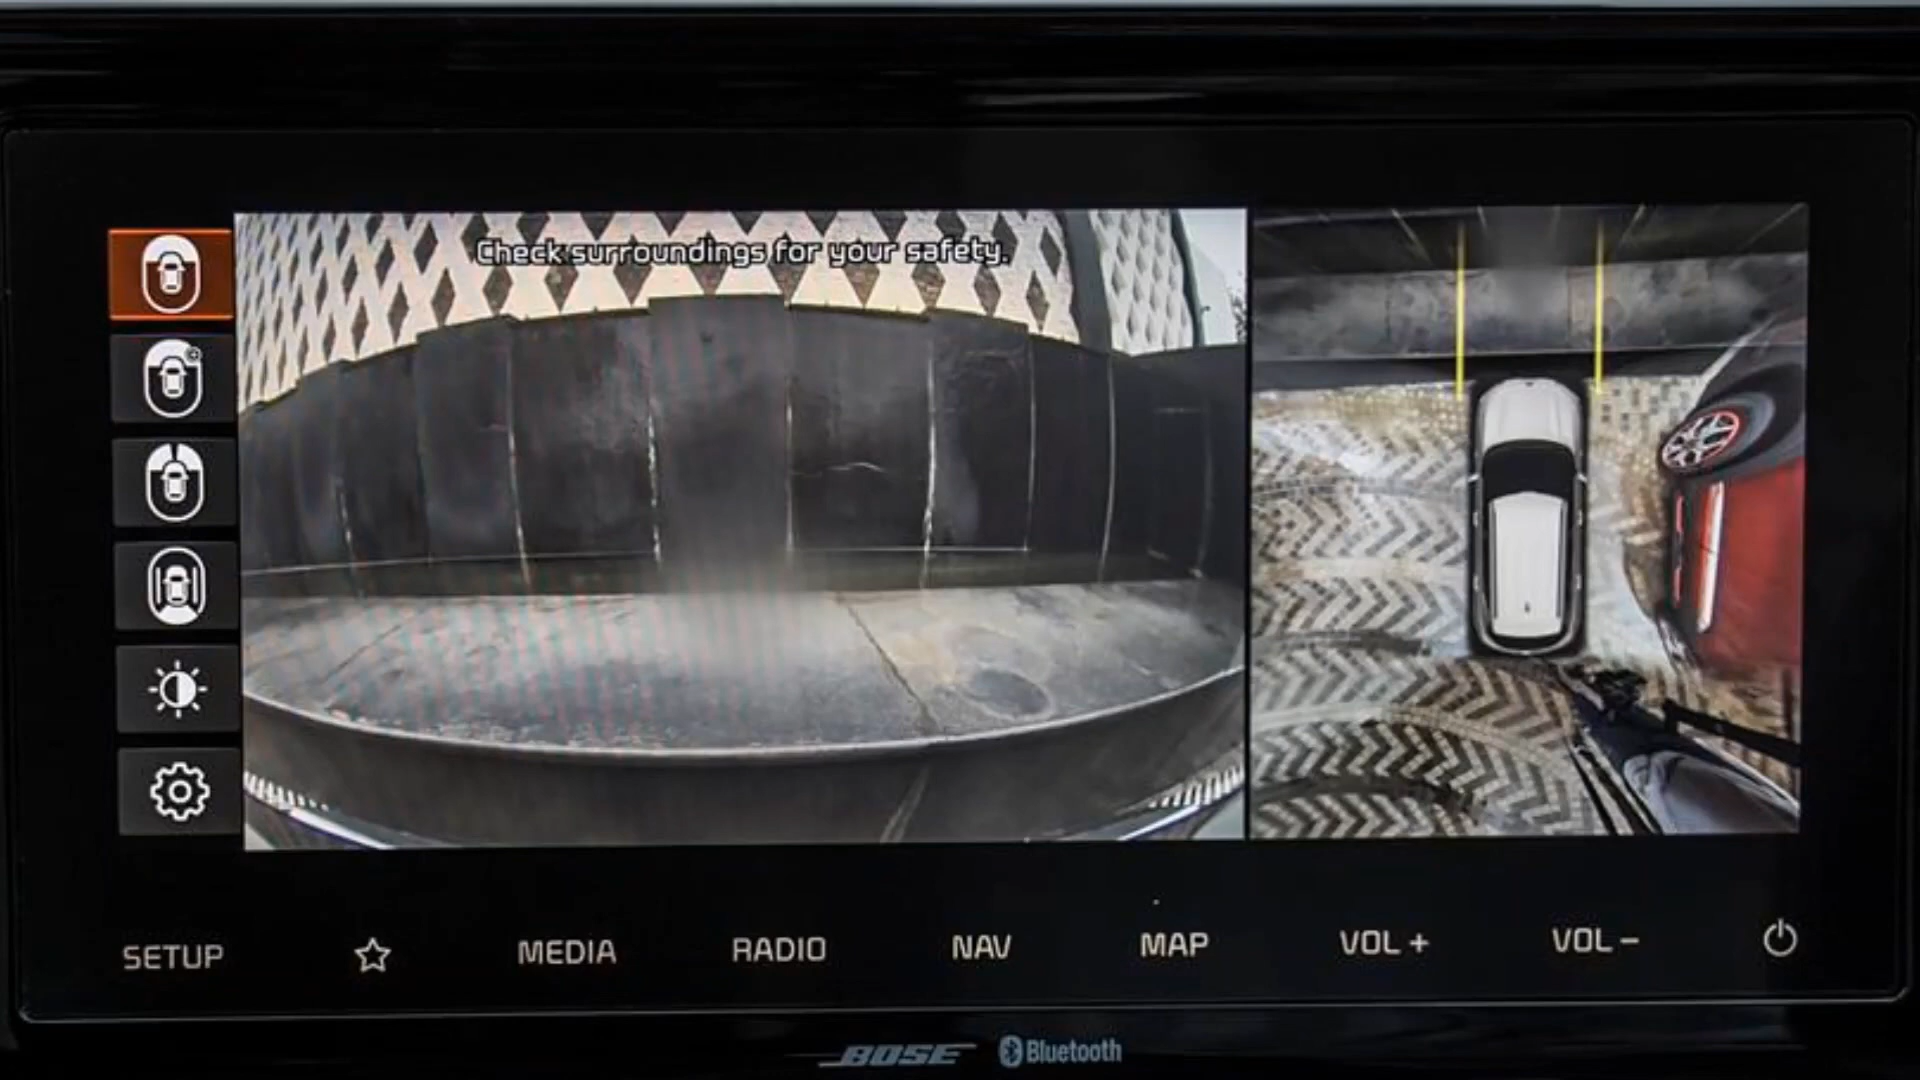 Check surroundings for your safety.
SETUP MEDIA RADIO NAV MAP VOL + VOL –
BOSE Bluetooth